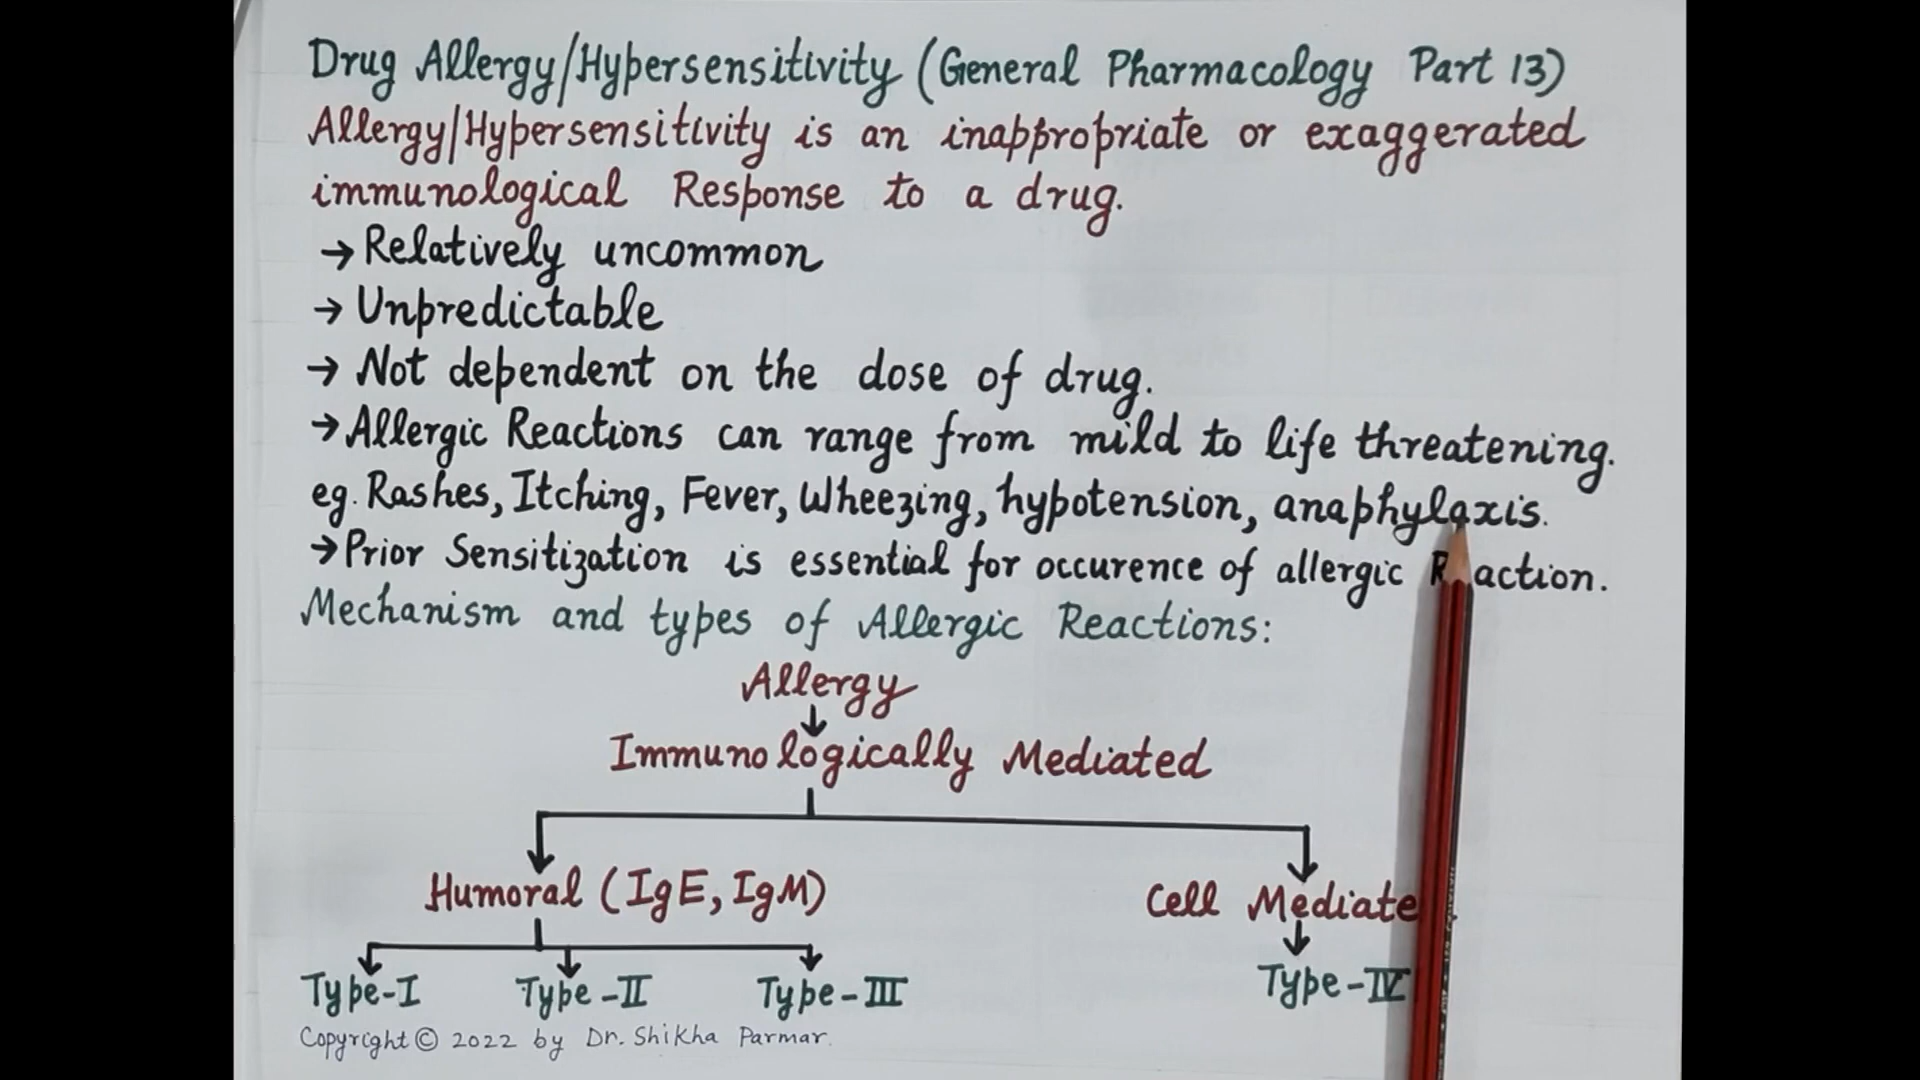 Drug Allergy/Hypersensitivity (General Pharmacology Part 13)
Allergy/Hypersensitivity is an inappropriate or exaggerated
immunological Response to a drug.
→ Relatively uncommon
→ Unpredictable
→ Not dependent on the dose of drug.
→ Allergic Reactions can range from mild to life threatening.
eg. Rashes, Itching, Fever, Wheezing, hypotension, anaphylaxis.
→ Prior Sensitization is essential for occurence of allergic R action.
Mechanism and types of Allergic Reactions:
Allergy
↓
Immunologically Mediated
Humoral (IgE, IgM) Cell Mediate
Type-I Type-II Type-III Type-IV
Copyright © 2022 by Dr. Shikha Parmar.